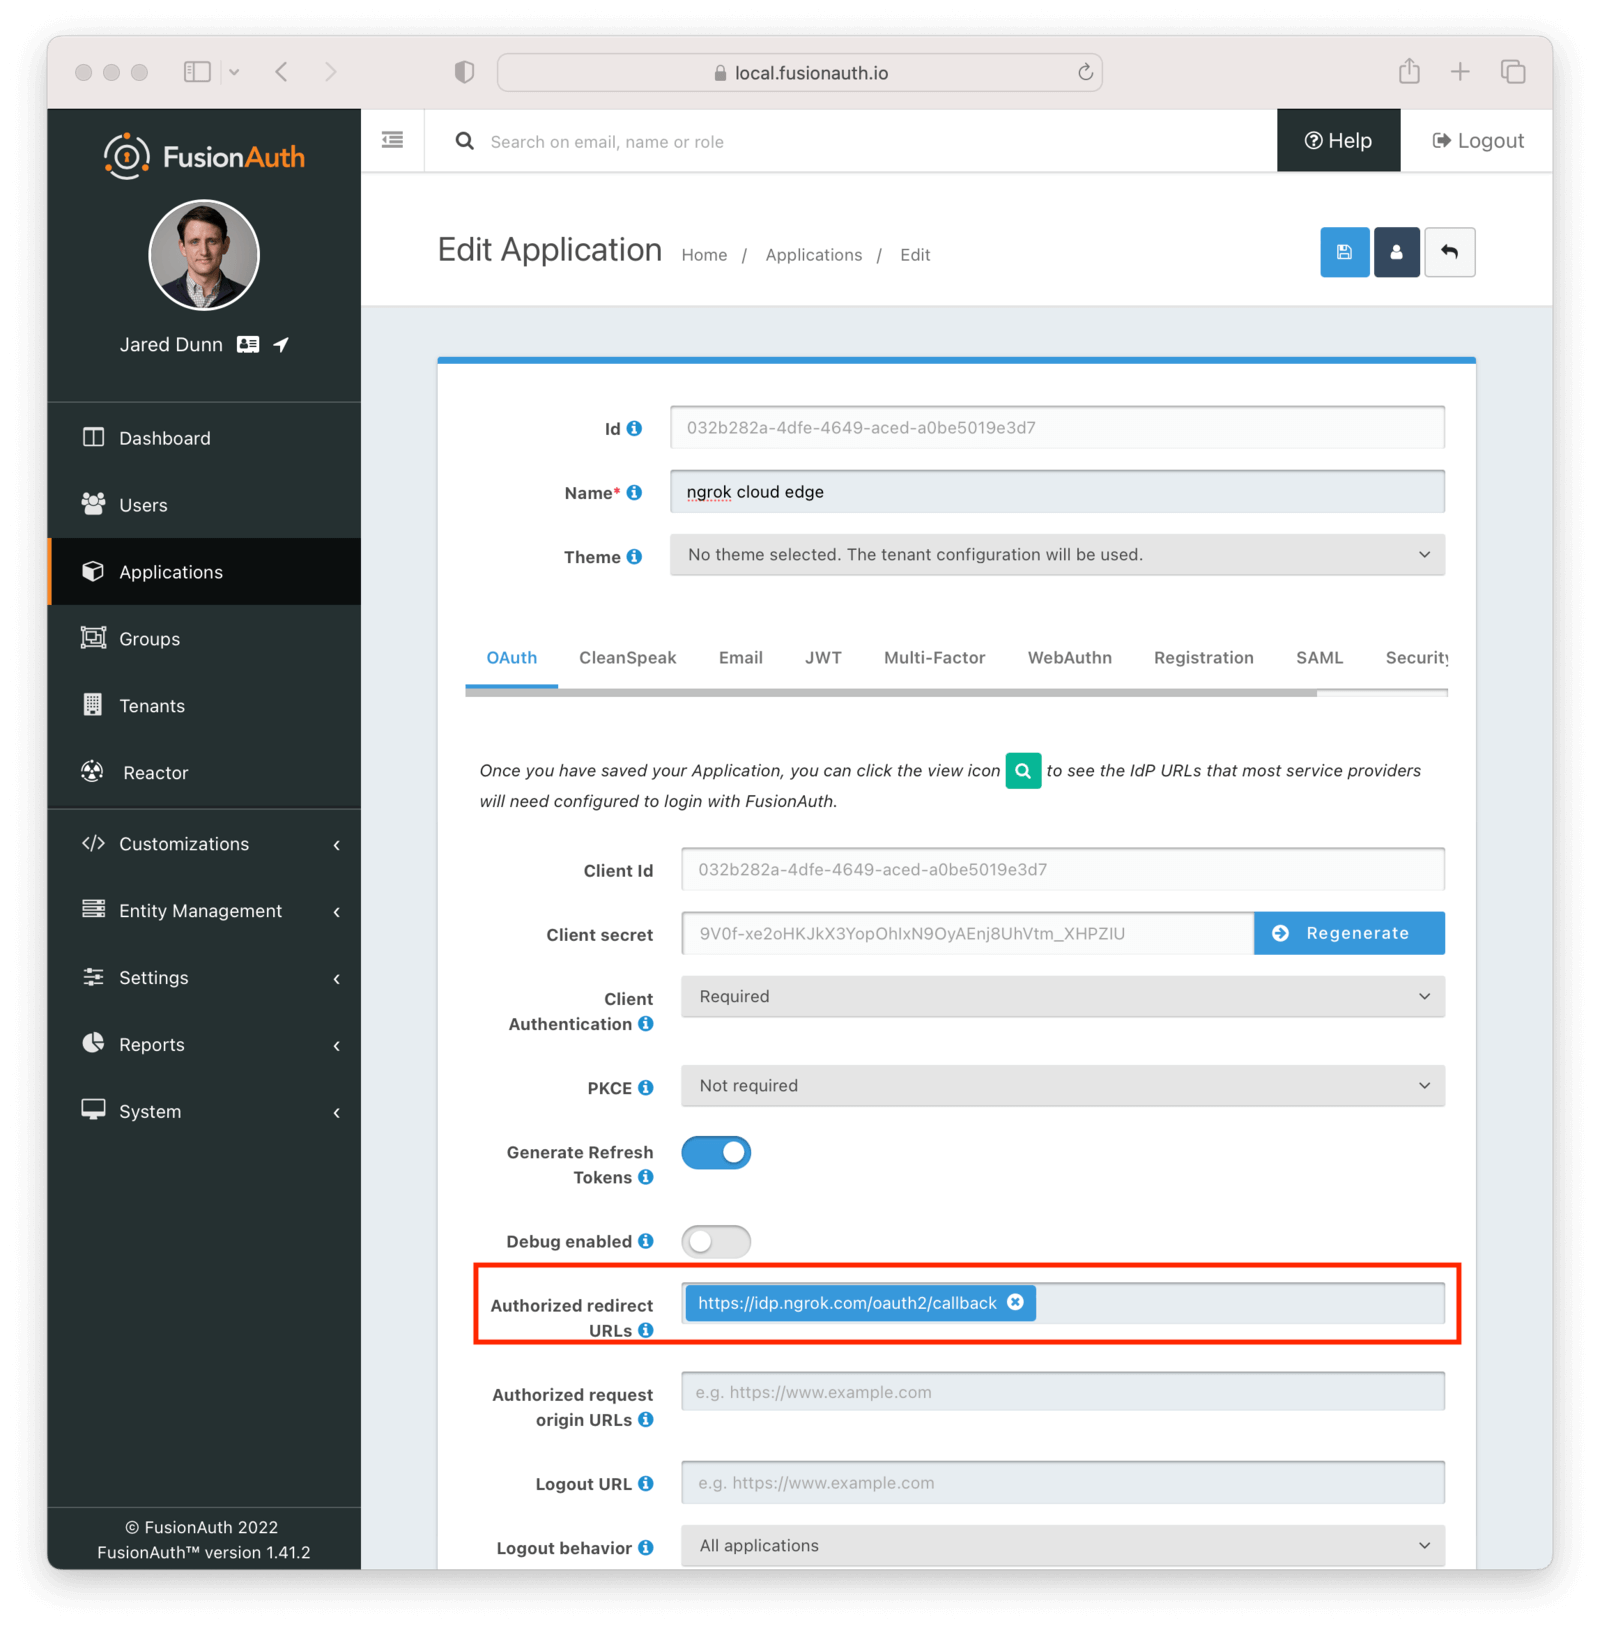 local.fusionauth.io
FusionAuth
Search on email, name or role
Help
Logout
Jared Dunn
Edit Application
Home / Applications / Edit
Dashboard
Users
Applications
Groups
Tenants
Reactor
Customizations
Entity Management
Settings
Reports
System
© FusionAuth 2022
FusionAuth™ version 1.41.2
Id 032b282a-4dfe-4649-aced-a0be5019e3d7
Name* ngrok cloud edge
Theme No theme selected. The tenant configuration will be used.
OAuth CleanSpeak Email JWT Multi-Factor WebAuthn Registration SAML Security
Once you have saved your Application, you can click the view icon to see the IdP URLs that most service providers
will need configured to login with FusionAuth.
Client Id 032b282a-4dfe-4649-aced-a0be5019e3d7
Client secret 9V0f-xe2oHKJkX3YopOhIxN9OyAEnj8UhVtm_XHPZIU Regenerate
Client
Authentication
Required
PKCE Not required
Generate Refresh
Tokens
Debug enabled
Authorized redirect
URLs
https://idp.ngrok.com/oauth2/callback
Authorized request
origin URLs
e.g. https://www.example.com
Logout URL e.g. https://www.example.com
Logout behavior All applications